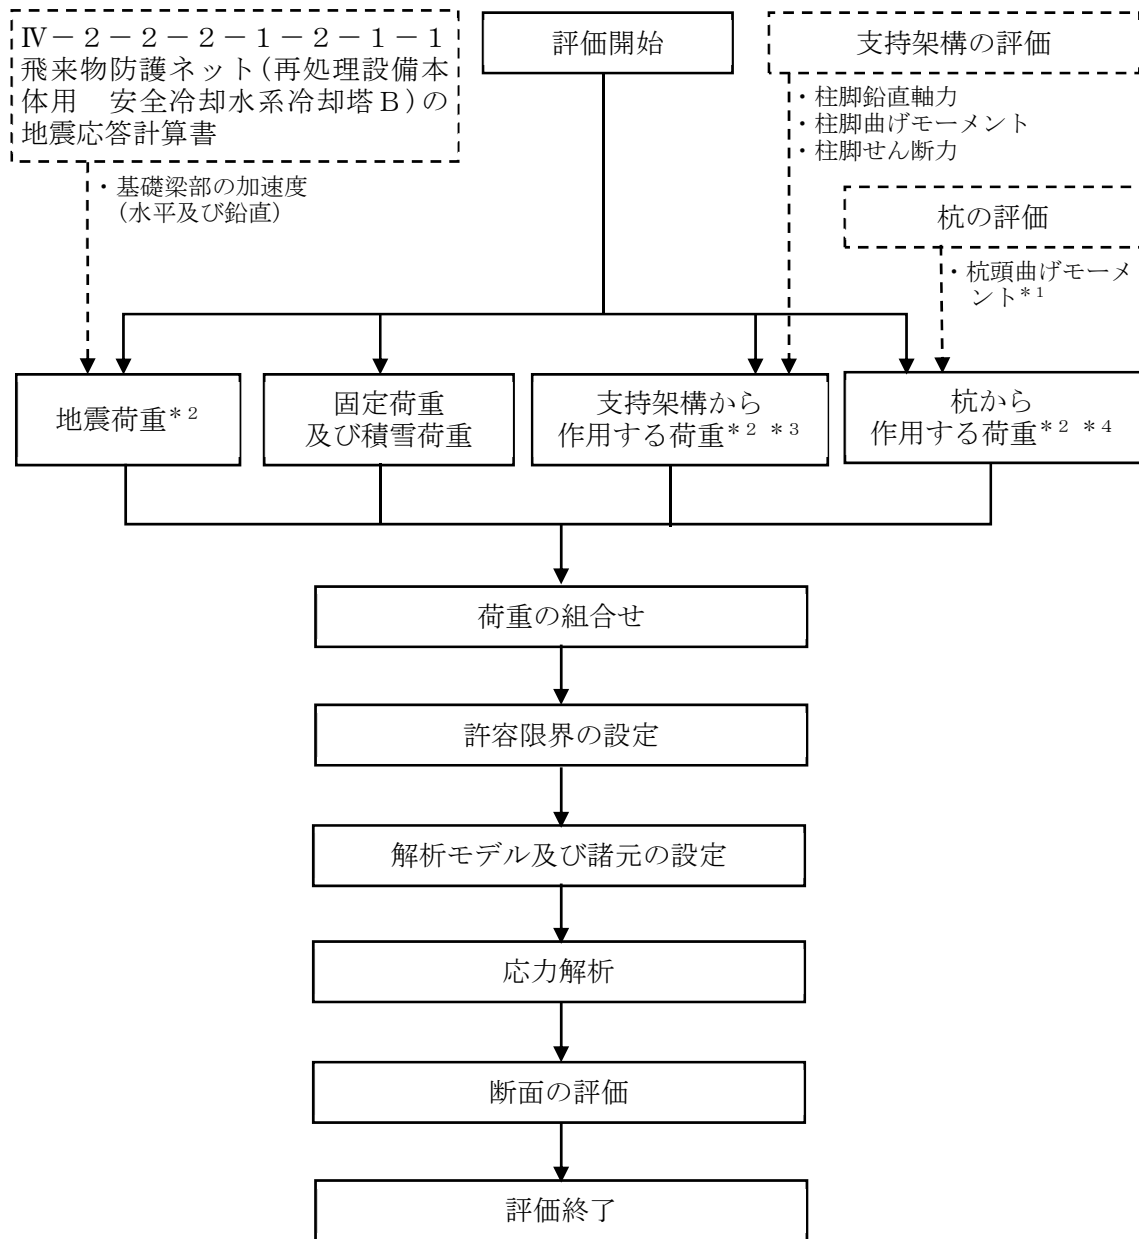 Ⅳ－２－２－２－１－２－１－１
飛来物防護ネット(再処理設備本
体用　安全冷却水系冷却塔Ｂ)の
地震応答計算書
評価開始
支持架構の評価
・柱脚鉛直軸力
・柱脚曲げモーメント
・柱脚せん断力
・基礎梁部の加速度
(水平及び鉛直)
杭の評価
・杭頭曲げモーメ
ント＊１
地震荷重＊２
固定荷重
及び積雪荷重
支持架構から
作用する荷重＊２ ＊３
杭から
作用する荷重＊２ ＊４
荷重の組合せ
許容限界の設定
解析モデル及び諸元の設定
応力解析
断面の評価
評価終了